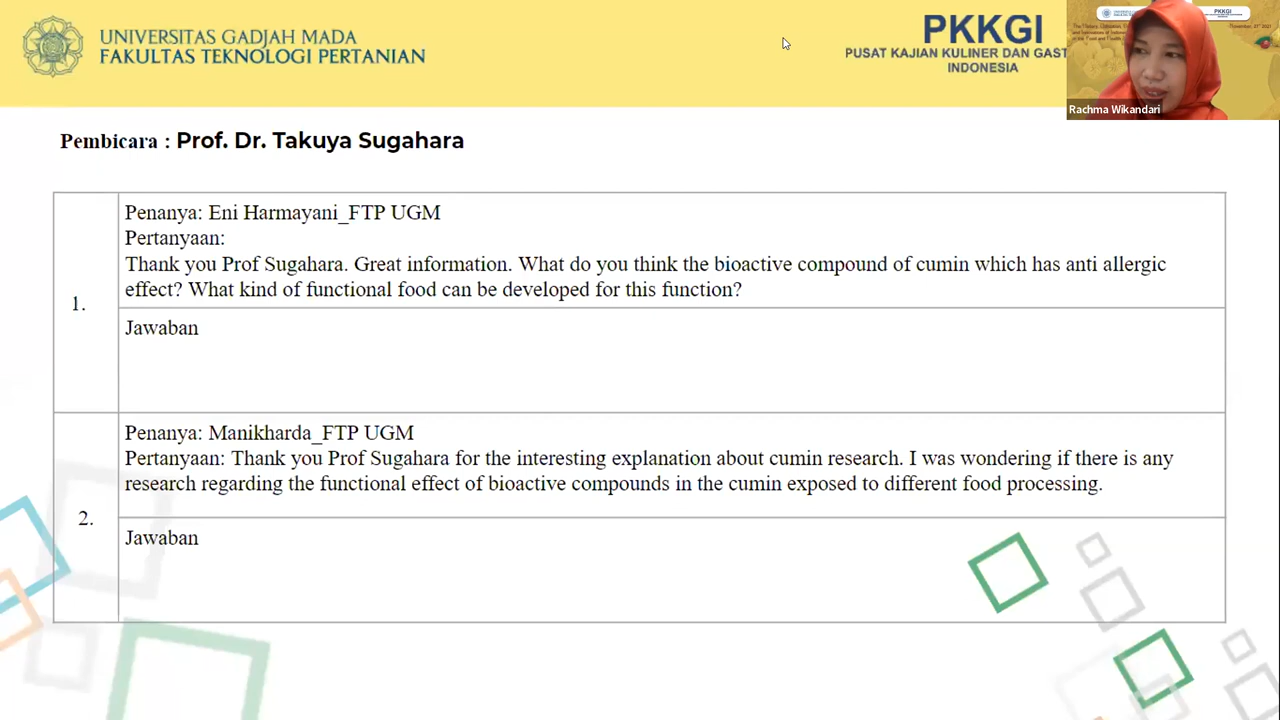 UNIVERSITAS GADJAH MADA
FAKULTAS TEKNOLOGI PERTANIAN
PKKGI
PUSAT KAJIAN KULINER DAN GAST
INDONESIA
PKKGI
Rachma Wikandari
Pembicara : Prof. Dr. Takuya Sugahara
1.
Penanya: Eni Harmayani_FTP UGM
Pertanyaan:
Thank you Prof Sugahara. Great information. What do you think the bioactive compound of cumin which has anti allergic
effect? What kind of functional food can be developed for this function?
Jawaban
2.
Penanya: Manikharda_FTP UGM
Pertanyaan: Thank you Prof Sugahara for the interesting explanation about cumin research. I was wondering if there is any
research regarding the functional effect of bioactive compounds in the cumin exposed to different food processing.
Jawaban